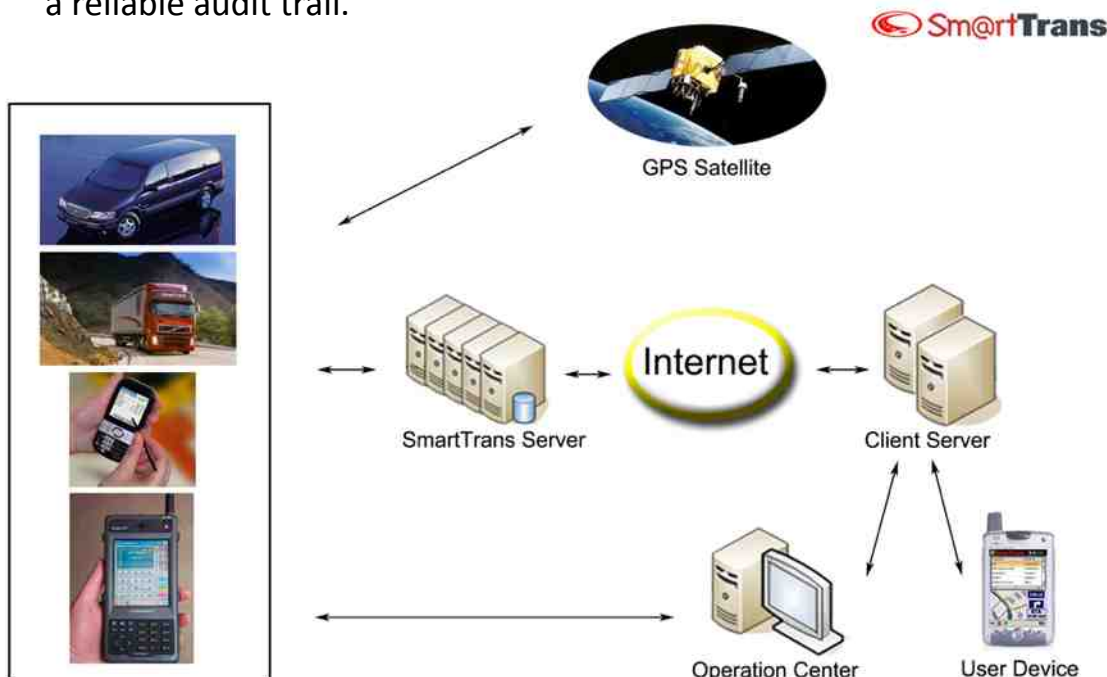 a reliable audit trail.
Sm@rtTrans
GPS Satellite
Internet
SmartTrans Server
Client Server
Operation Center
User Device